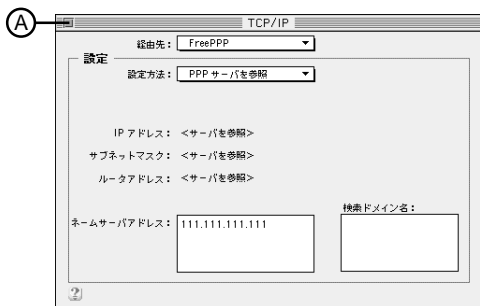 A
TCP/IP
経由先： FreePPP
設定
設定方法： PPP サーバを参照
IP アドレス： <サーバを参照>
サブネットマスク： <サーバを参照>
ルータアドレス： <サーバを参照>
ネームサーバアドレス： 111.111.111.111
検索ドメイン名：
?